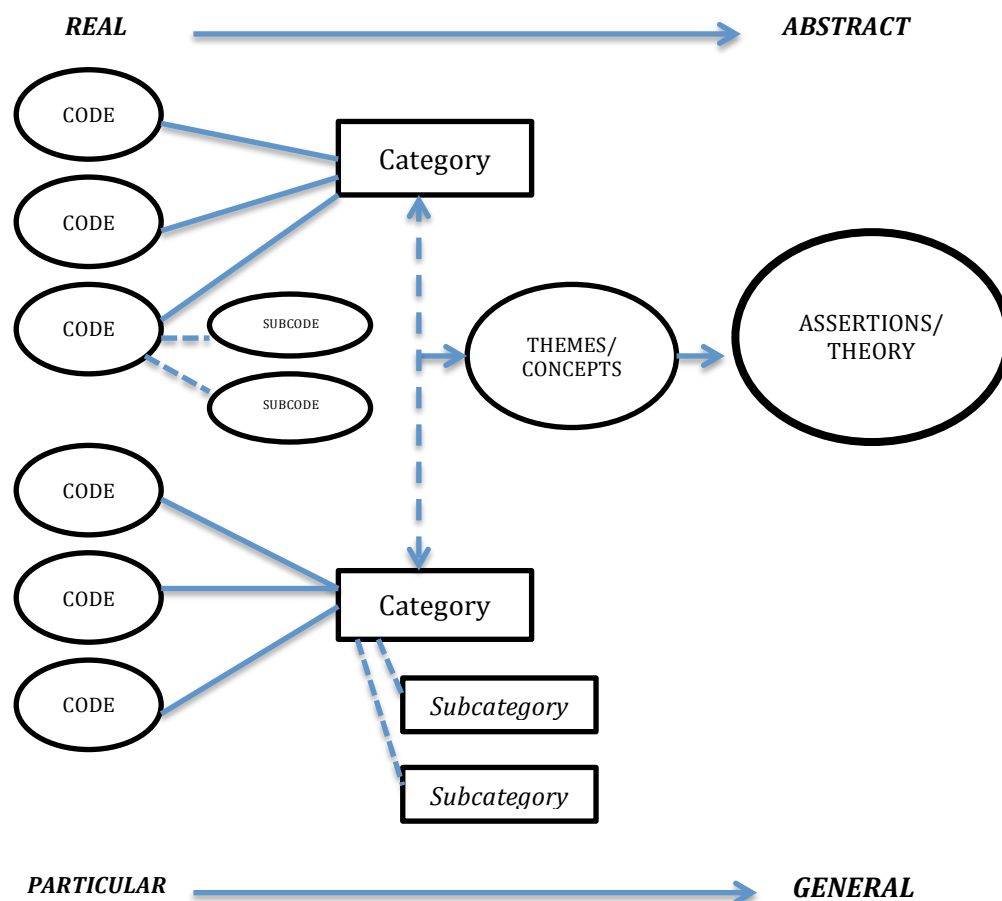 REAL
ABSTRACT
CODE
Category
CODE
CODE
SUBCODE
SUBCODE
THEMES/
CONCEPTS
ASSERTIONS/
THEORY
CODE
CODE
Category
CODE
Subcategory
Subcategory
PARTICULAR
GENERAL